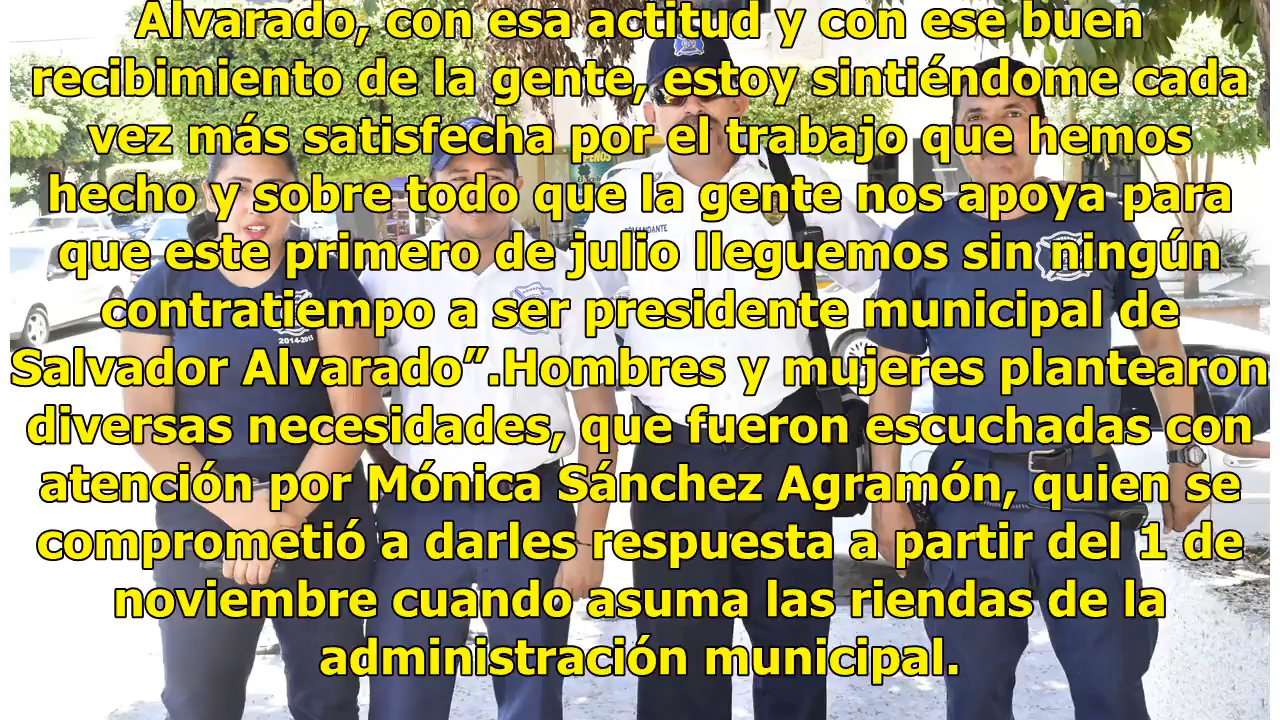 Alvarado, con esa actitud y con ese buen
recibimiento de la gente, estoy sintiéndome cada
vez más satisfecha por el trabajo que hemos
hecho y sobre todo que la gente nos apoya para
que este primero de julio lleguemos sin ningún
contratiempo a ser presidente municipal de
Salvador Alvarado”.Hombres y mujeres plantearon
diversas necesidades, que fueron escuchadas con
atención por Mónica Sánchez Agramón, quien se
comprometió a darles respuesta a partir del 1 de
noviembre cuando asuma las riendas de la
administración municipal.
COMANDANTE
2014-2015